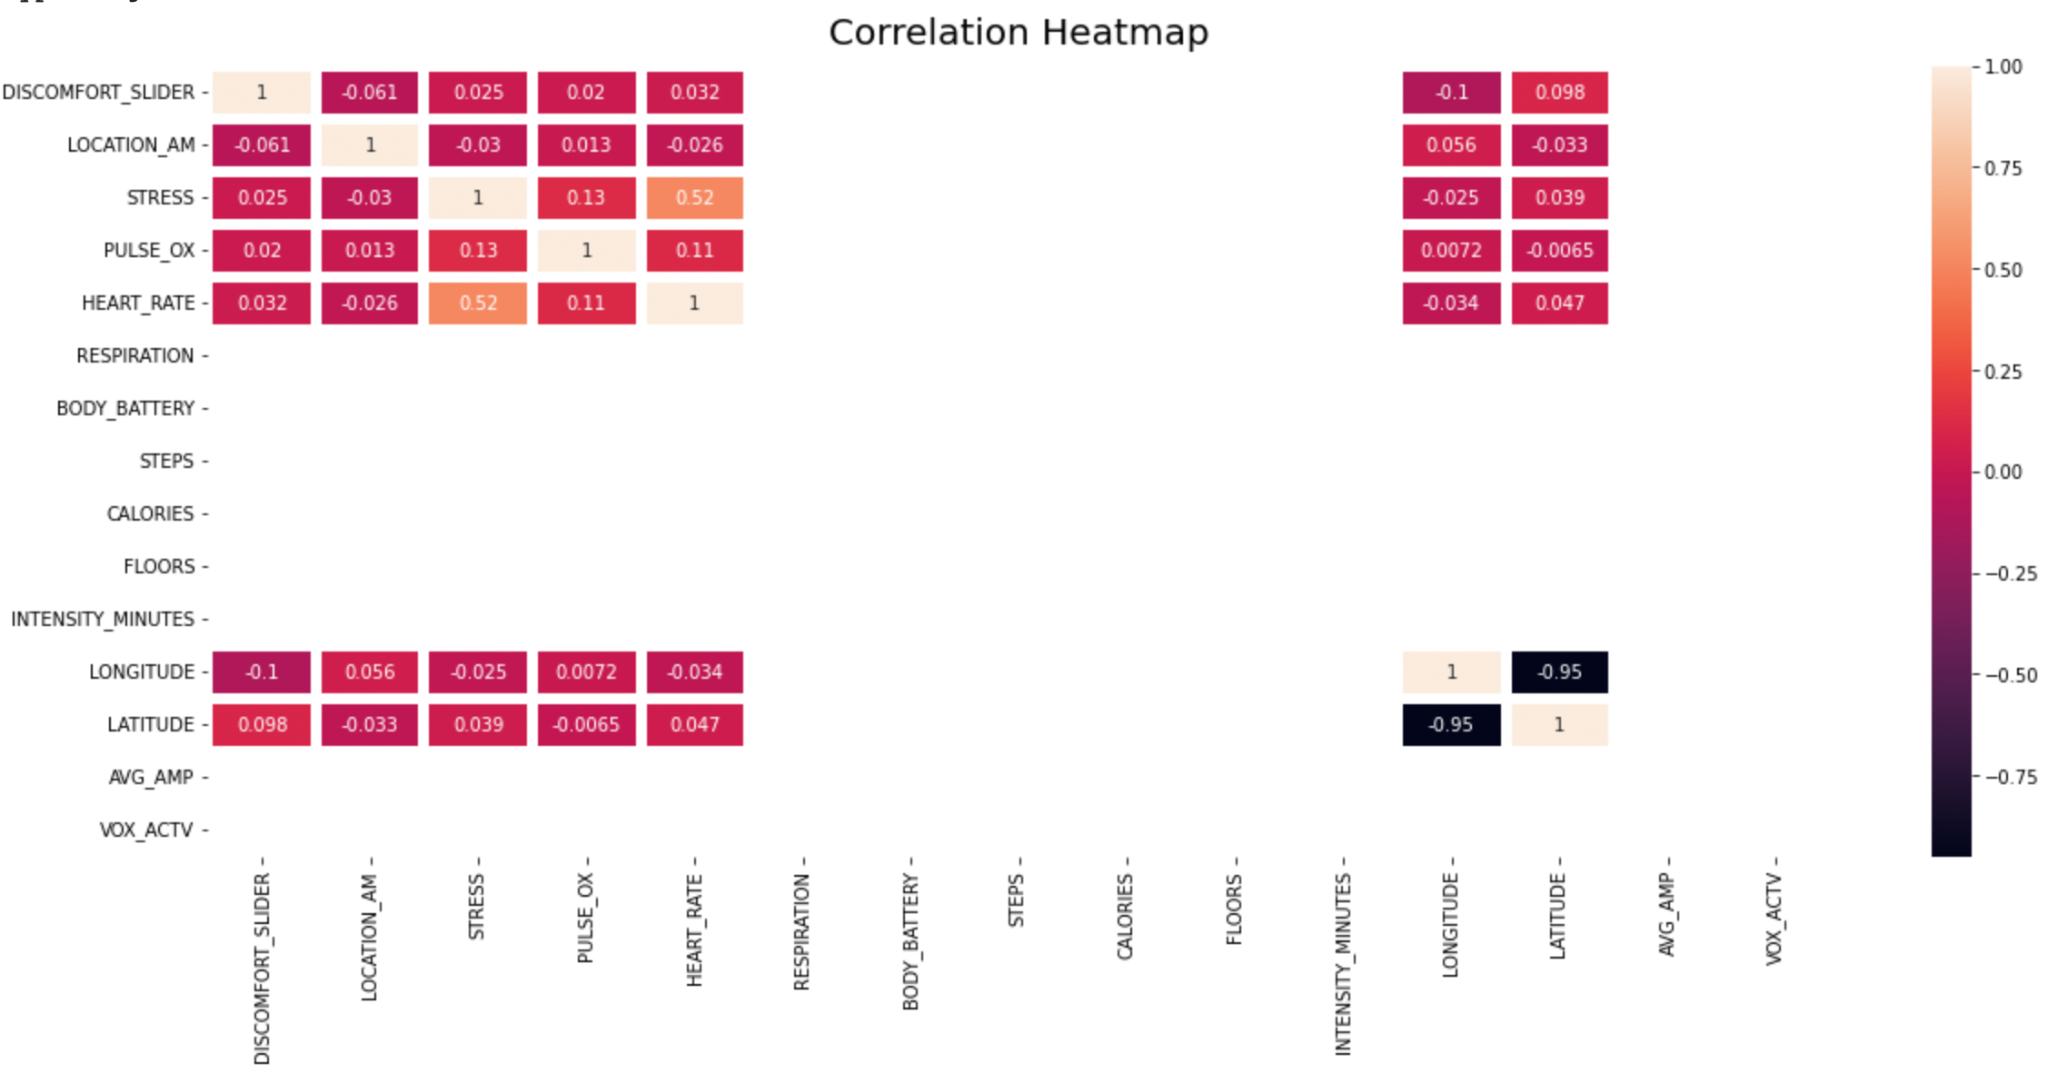 Correlation Heatmap
DISCOMFORT_SLIDER 1 -0.061 0.025 0.02 0.032 -0.1 0.098
LOCATION_AM -0.061 1 -0.03 0.013 -0.026 0.056 -0.033
STRESS 0.025 -0.03 1 0.13 0.52 -0.025 0.039
PULSE_OX 0.02 0.013 0.13 1 0.11 0.0072 -0.0065
HEART_RATE 0.032 -0.026 0.52 0.11 1 -0.034 0.047
RESPIRATION
BODY_BATTERY
STEPS
CALORIES
FLOORS
INTENSITY_MINUTES
LONGITUDE -0.1 0.056 -0.025 0.0072 -0.034 1 -0.95
LATITUDE 0.098 -0.033 0.039 -0.0065 0.047 -0.95 1
AVG_AMP
VOX_ACTV
DISCOMFORT_SLIDER
LOCATION_AM
STRESS
PULSE_OX
HEART_RATE
RESPIRATION
BODY_BATTERY
STEPS
CALORIES
FLOORS
INTENSITY_MINUTES
LONGITUDE
LATITUDE
AVG_AMP
VOX_ACTV
1.00
0.75
0.50
0.25
0.00
−0.25
−0.50
−0.75